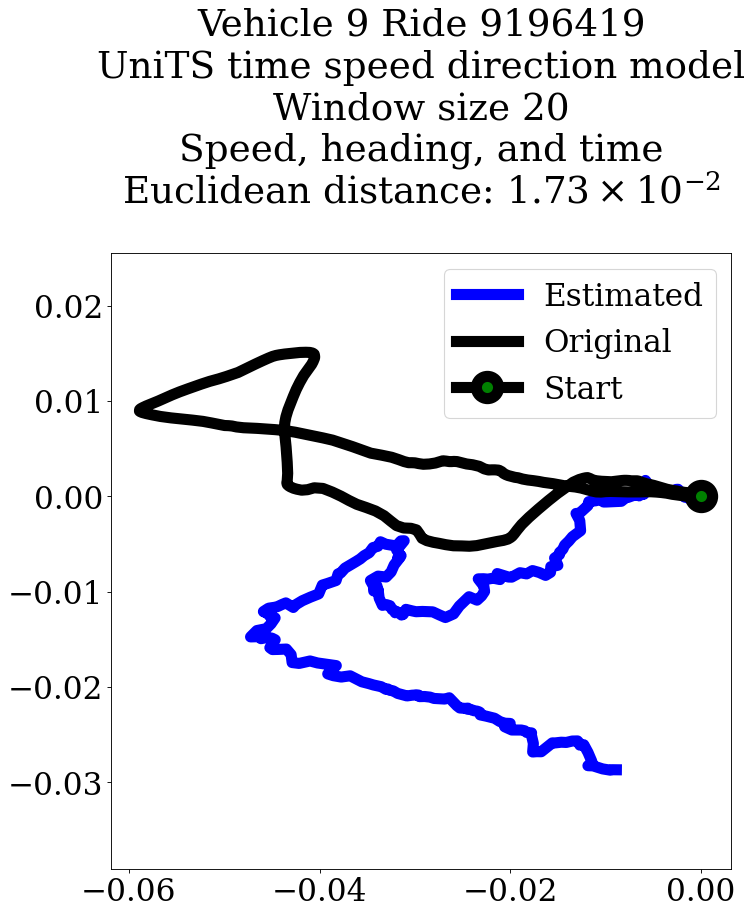 Vehicle 9 Ride 9196419
UniTS time speed direction model
Window size 20
Speed, heading, and time
Euclidean distance: 1.73 × 10⁻²
Estimated
Original
Start
0.02
0.01
0.00
−0.01
−0.02
−0.03
−0.06 −0.04 −0.02 0.00